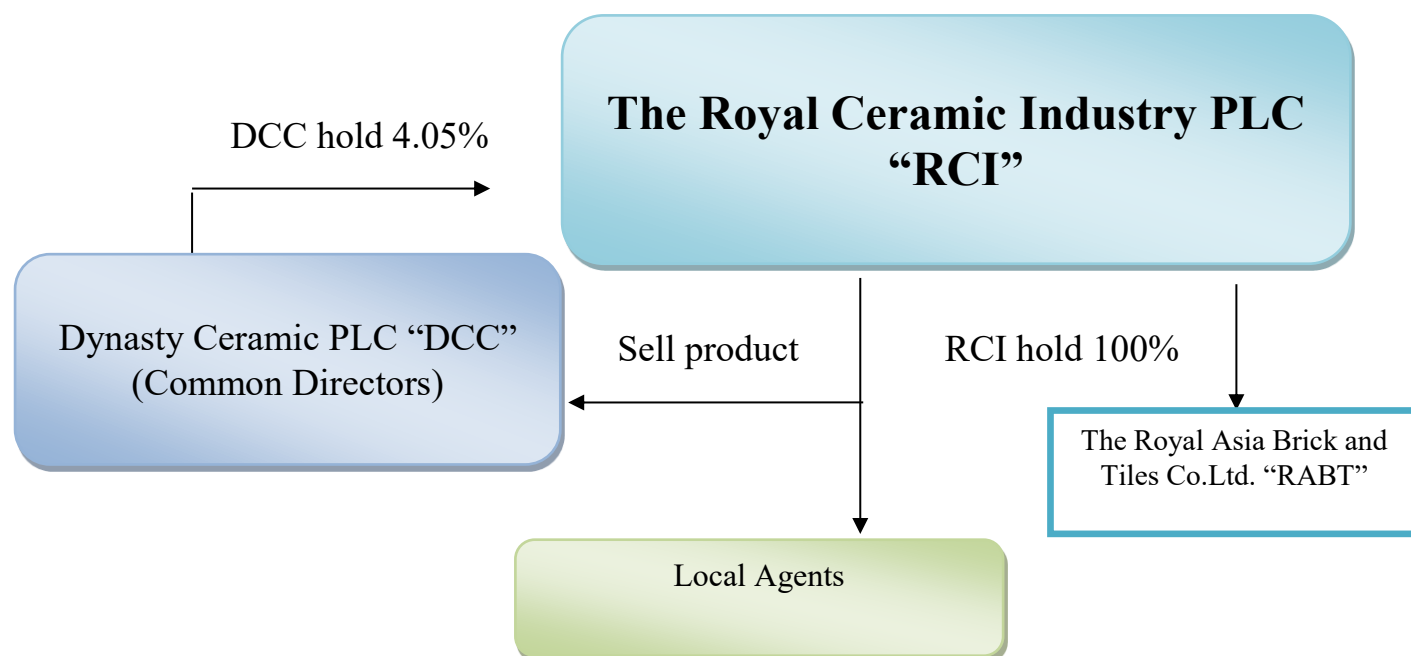 The Royal Ceramic Industry PLC
“RCI”
DCC hold 4.05%
Dynasty Ceramic PLC “DCC”
(Common Directors)
Sell product
RCI hold 100%
The Royal Asia Brick and
Tiles Co.Ltd. “RABT”
Local Agents